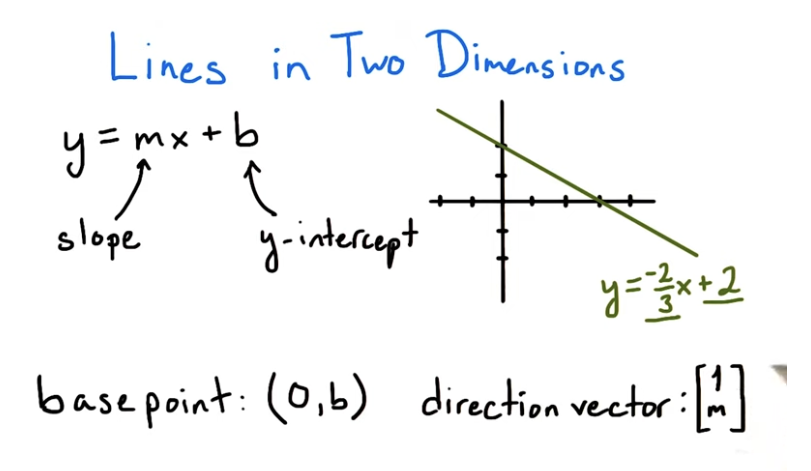 Lines in Two Dimensions
y = mx + b
slope
y-intercept
y = -2/3 x + 2
basepoint: (0, b) direction vector: [1 m]